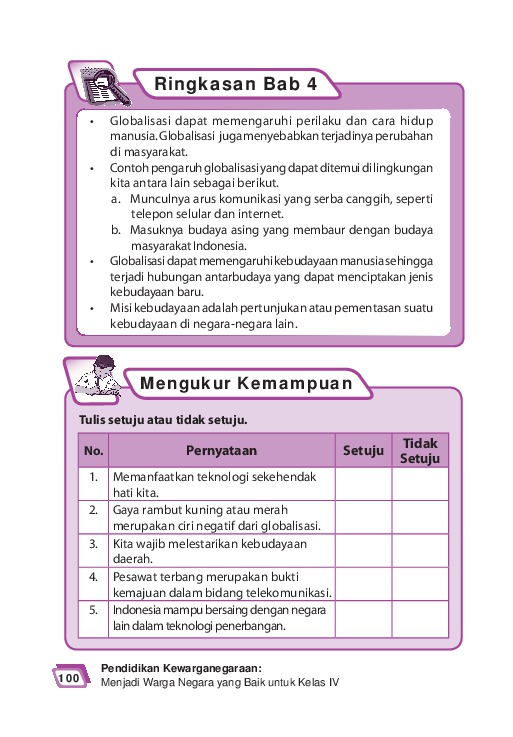 Ringkasan Bab 4
• Globalisasi dapat memengaruhi perilaku dan cara hidup
manusia. Globalisasi juga menyebabkan terjadinya perubahan
di masyarakat.
• Contoh pengaruh globalisasi yang dapat ditemui di lingkungan
kita antara lain sebagai berikut.
a. Munculnya arus komunikasi yang serba canggih, seperti
telepon selular dan internet.
b. Masuknya budaya asing yang membaur dengan budaya
masyarakat Indonesia.
• Globalisasi dapat memengaruhi kebudayaan manusia sehingga
terjadi hubungan antarbudaya yang dapat menciptakan jenis
kebudayaan baru.
• Misi kebudayaan adalah pertunjukan atau pementasan suatu
kebudayaan di negara-negara lain.
Mengukur Kemampuan
Tulis setuju atau tidak setuju.
No. Pernyataan Setuju Tidak
Setuju
1. Memanfaatkan teknologi sekehendak
hati kita.
2. Gaya rambut kuning atau merah
merupakan ciri negatif dari globalisasi.
3. Kita wajib melestarikan kebudayaan
daerah.
4. Pesawat terbang merupakan bukti
kemajuan dalam bidang telekomunikasi.
5. Indonesia mampu bersaing dengan negara
lain dalam teknologi penerbangan.
100 Pendidikan Kewarganegaraan:
Menjadi Warga Negara yang Baik untuk Kelas IV